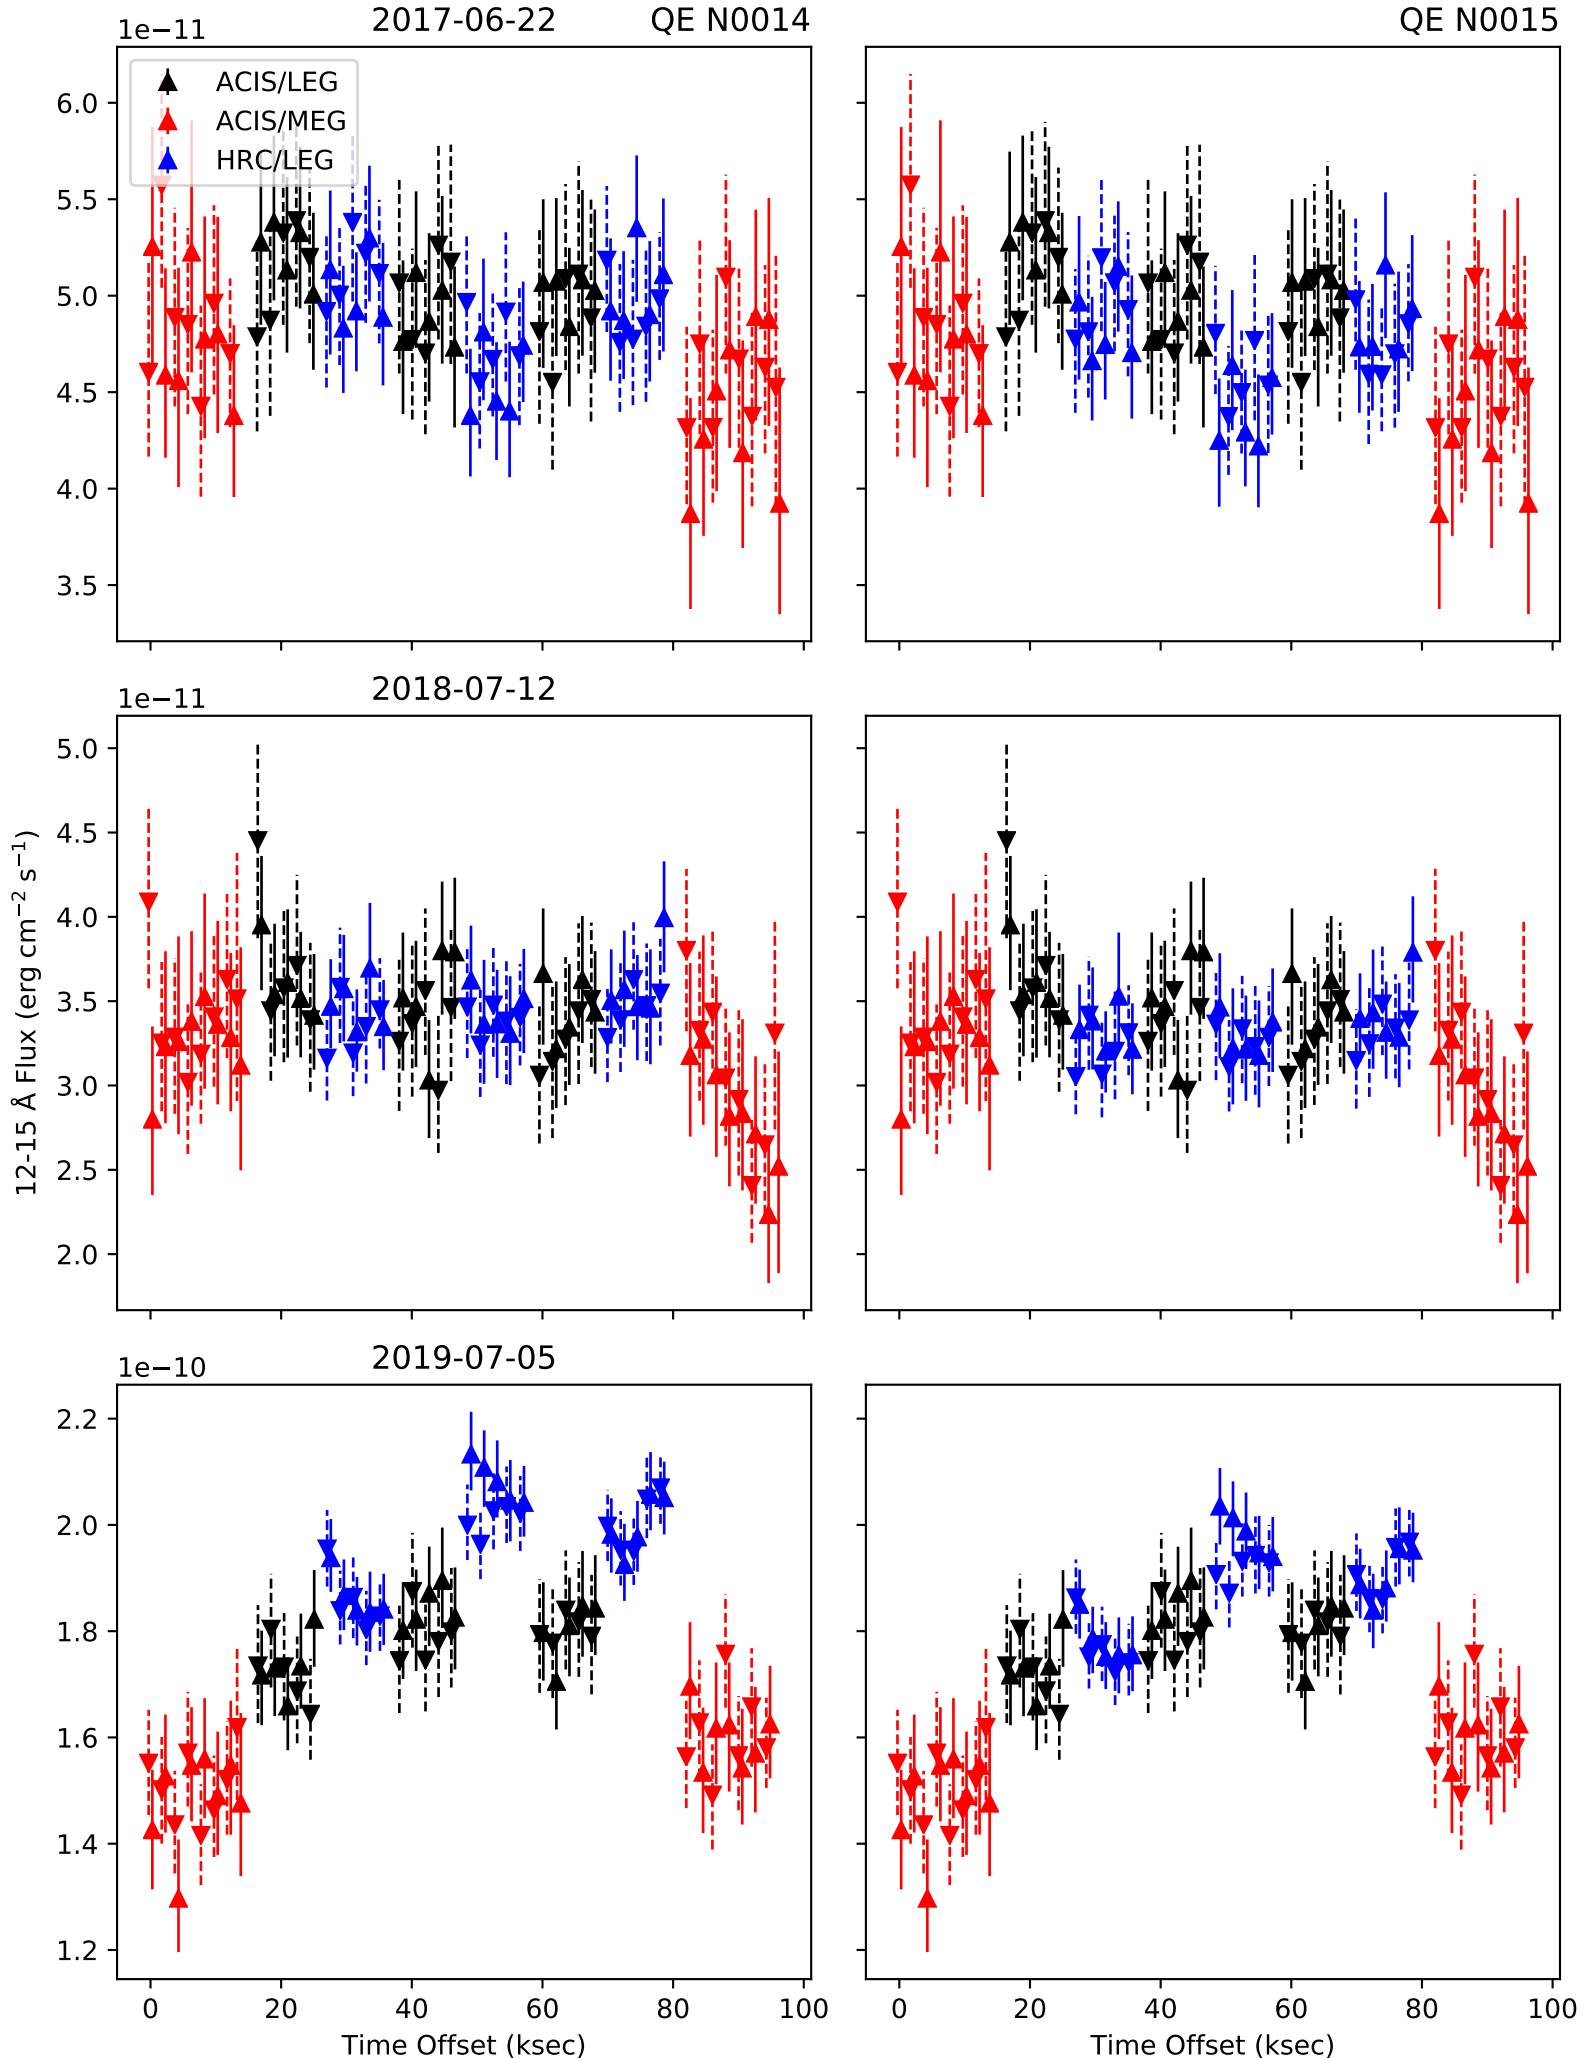 1e−11 2017-06-22 QE N0014 QE N0015
ACIS/LEG
ACIS/MEG
HRC/LEG
6.0
5.5
5.0
4.5
4.0
3.5
1e−11 2018-07-12
5.0
4.5
4.0
3.5
3.0
2.5
2.0
12-15 Å Flux (erg cm⁻² s⁻¹)
1e−10 2019-07-05
2.2
2.0
1.8
1.6
1.4
1.2
0 20 40 60 80 100 0 20 40 60 80 100
Time Offset (ksec) Time Offset (ksec)